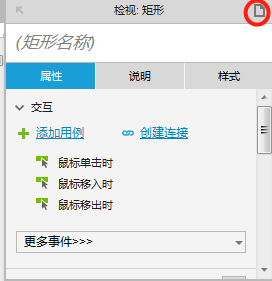 检视: 矩形
(矩形名称)
属性 说明 样式
交互
添加用例 创建连接
鼠标单击时
鼠标移入时
鼠标移出时
更多事件>>>